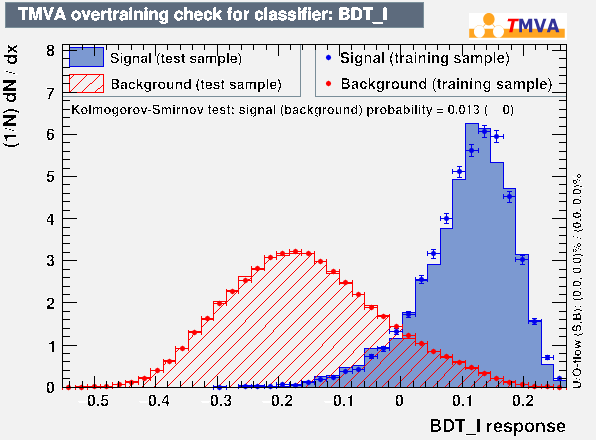 TMVA overtraining check for classifier: BDT_I
TMVA
(1/N) dN / dx
Signal (test sample)
Background (test sample)
Signal (training sample)
Background (training sample)
Kolmogorov-Smirnov test: signal (background) probability = 0.013 ( 0)
8
7
6
5
4
3
2
1
0
-0.5 -0.4 -0.3 -0.2 -0.1 0 0.1 0.2
BDT_I response
U/O-flow (S,B): (0.0, 0.0)% / (0.0, 0.0)%